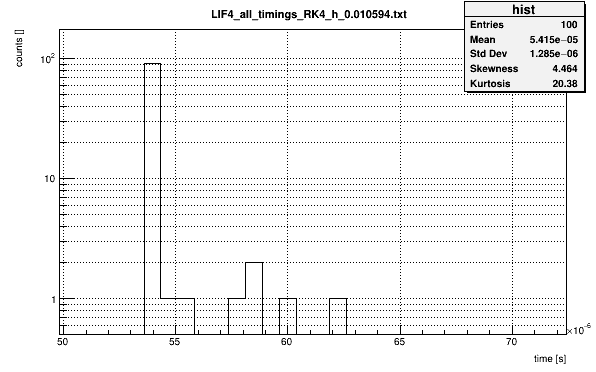 LIF4_all_timings_RK4_h_0.010594.txt
hist
Entries 100
Mean 5.415e−05
Std Dev 1.285e−06
Skewness 4.464
Kurtosis 20.38
counts []
10²
10
1
50 55 60 65 70
×10⁻⁶
time [s]